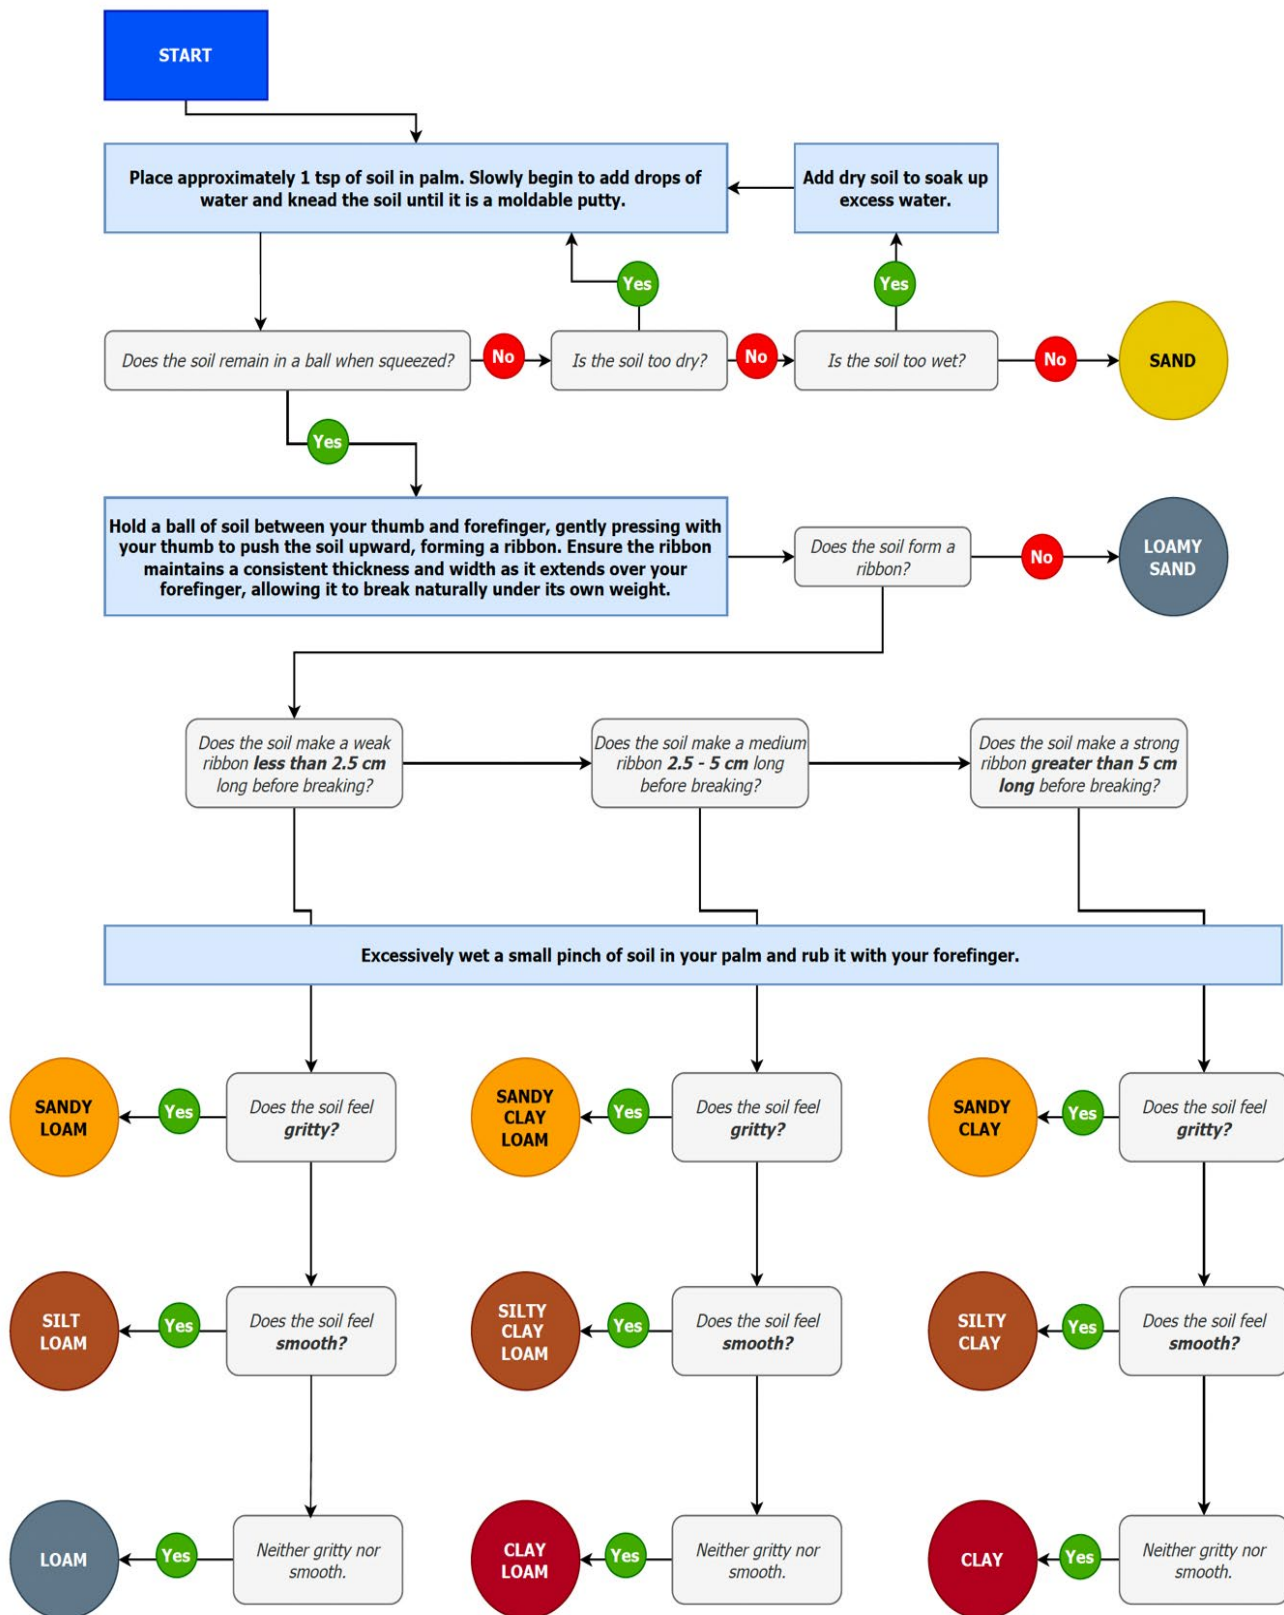 START
Place approximately 1 tsp of soil in palm. Slowly begin to add drops of
water and knead the soil until it is a moldable putty.
Add dry soil to soak up
excess water.
Yes
Yes
Does the soil remain in a ball when squeezed?
No
Is the soil too dry?
No
Is the soil too wet?
No
SAND
Yes
Hold a ball of soil between your thumb and forefinger, gently pressing with
your thumb to push the soil upward, forming a ribbon. Ensure the ribbon
maintains a consistent thickness and width as it extends over your
forefinger, allowing it to break naturally under its own weight.
Does the soil form a
ribbon?
No
LOAMY
SAND
Does the soil make a weak
ribbon less than 2.5 cm
long before breaking?
Does the soil make a medium
ribbon 2.5 - 5 cm long
before breaking?
Does the soil make a strong
ribbon greater than 5 cm
long before breaking?
Excessively wet a small pinch of soil in your palm and rub it with your forefinger.
SANDY
LOAM
Yes
Does the soil feel
gritty?
SANDY
CLAY
LOAM
Yes
Does the soil feel
gritty?
SANDY
CLAY
Yes
Does the soil feel
gritty?
SILT
LOAM
Yes
Does the soil feel
smooth?
SILTY
CLAY
LOAM
Yes
Does the soil feel
smooth?
SILTY
CLAY
Yes
Does the soil feel
smooth?
LOAM
Yes
Neither gritty nor
smooth.
CLAY
LOAM
Yes
Neither gritty nor
smooth.
CLAY
Yes
Neither gritty nor
smooth.